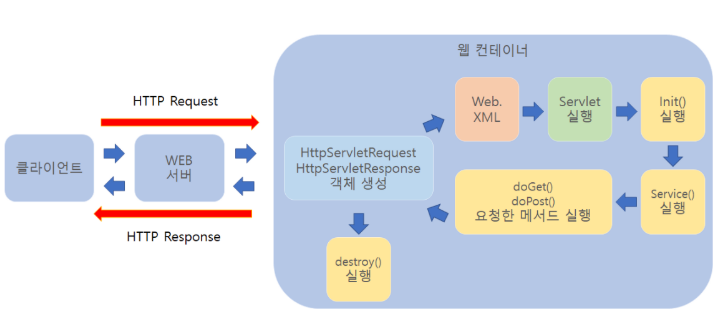 웹 컨테이너
HTTP Request
클라이언트
WEB
서버
HTTP Response
HttpServletRequest
HttpServletResponse
객체 생성
Web.
XML
Servlet
실행
Init()
실행
Service()
실행
doGet()
doPost()
요청한 메서드 실행
destroy()
실행